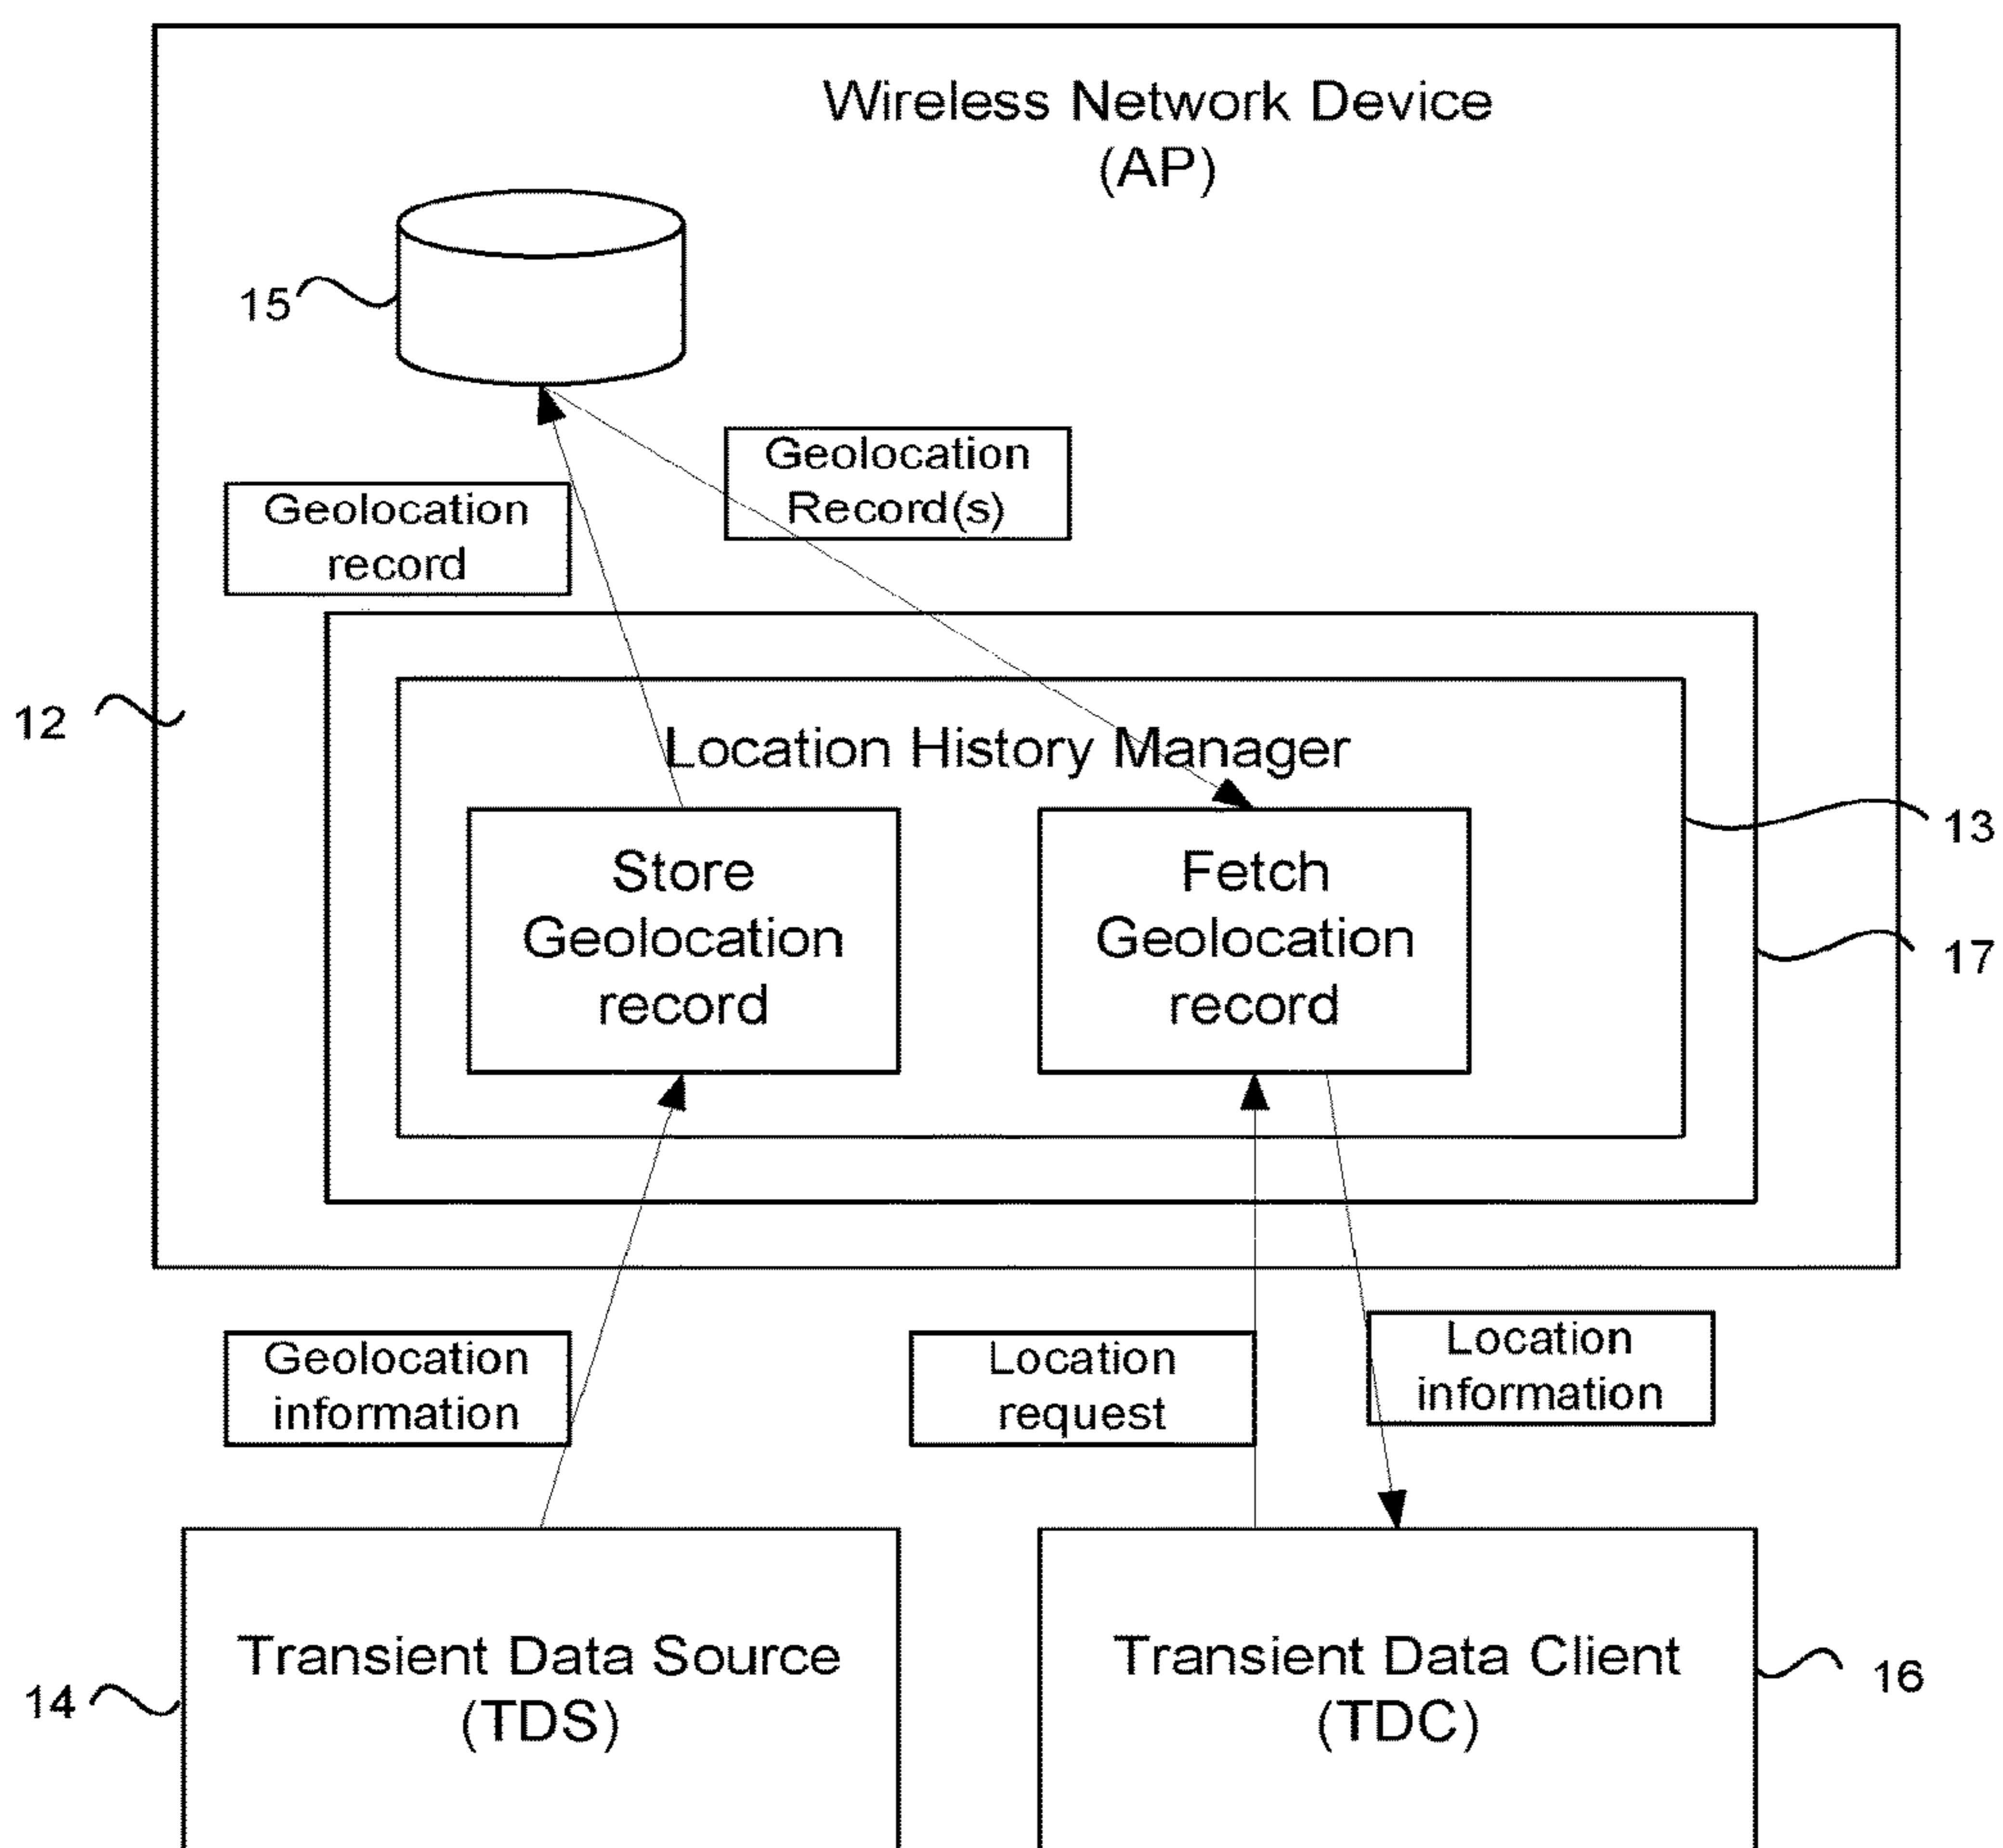 Wireless Network Device
(AP)
15
Geolocation
Record(s)
Geolocation
record
12
Location History Manager
13
Store
Geolocation
record
Fetch
Geolocation
record
17
Geolocation
information
Location
request
Location
information
Transient Data Source
(TDS)
14
Transient Data Client
(TDC)
16